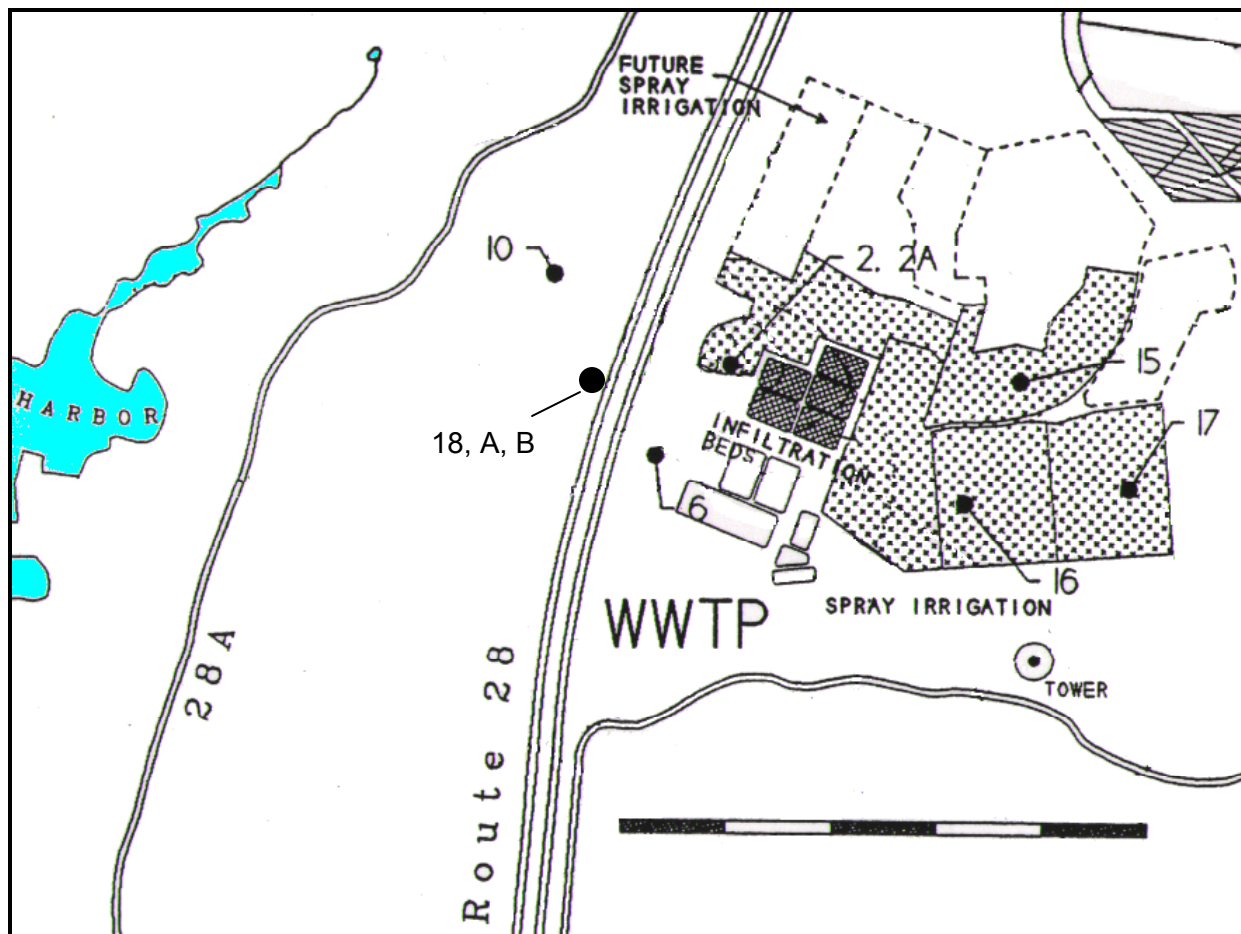 FUTURE
SPRAY
IRRIGATION
10
2. 2A
15
HARBOR
17
18, A, B
INFILTRATION
BEDS
6
16
SPRAY IRRIGATION
WWTP
28A
Route 28
TOWER